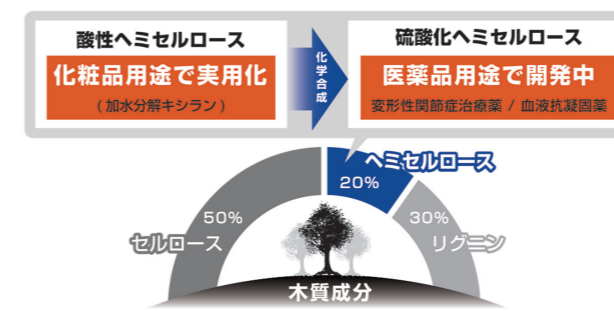 酸性ヘミセルロース
化粧品用途で実用化
(加水分解キシラン)
化学合成
硫酸化ヘミセルロース
医薬品用途で開発中
変形性関節症治療薬 / 血液抗凝固薬
ヘミセルロース
20%
50%
セルロース
30%
リグニン
木質成分